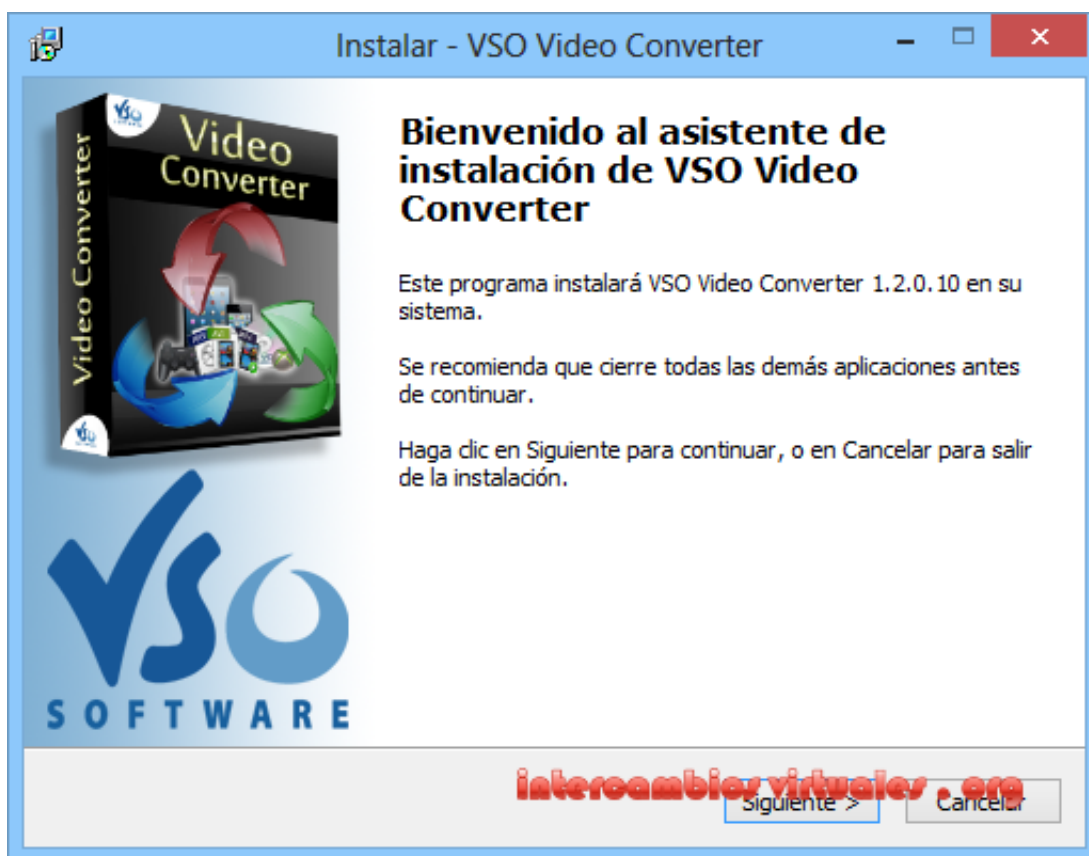 Instalar - VSO Video Converter
VSO
Video
Converter
Video Converter
Bienvenido al asistente de
instalación de VSO Video
Converter
Este programa instalará VSO Video Converter 1.2.0.10 en su
sistema.
Se recomienda que cierre todas las demás aplicaciones antes
de continuar.
Haga clic en Siguiente para continuar, o en Cancelar para salir
de la instalación.
VSO
SOFTWARE
intercambios virtuales . org
Siguiente >
Cancelar